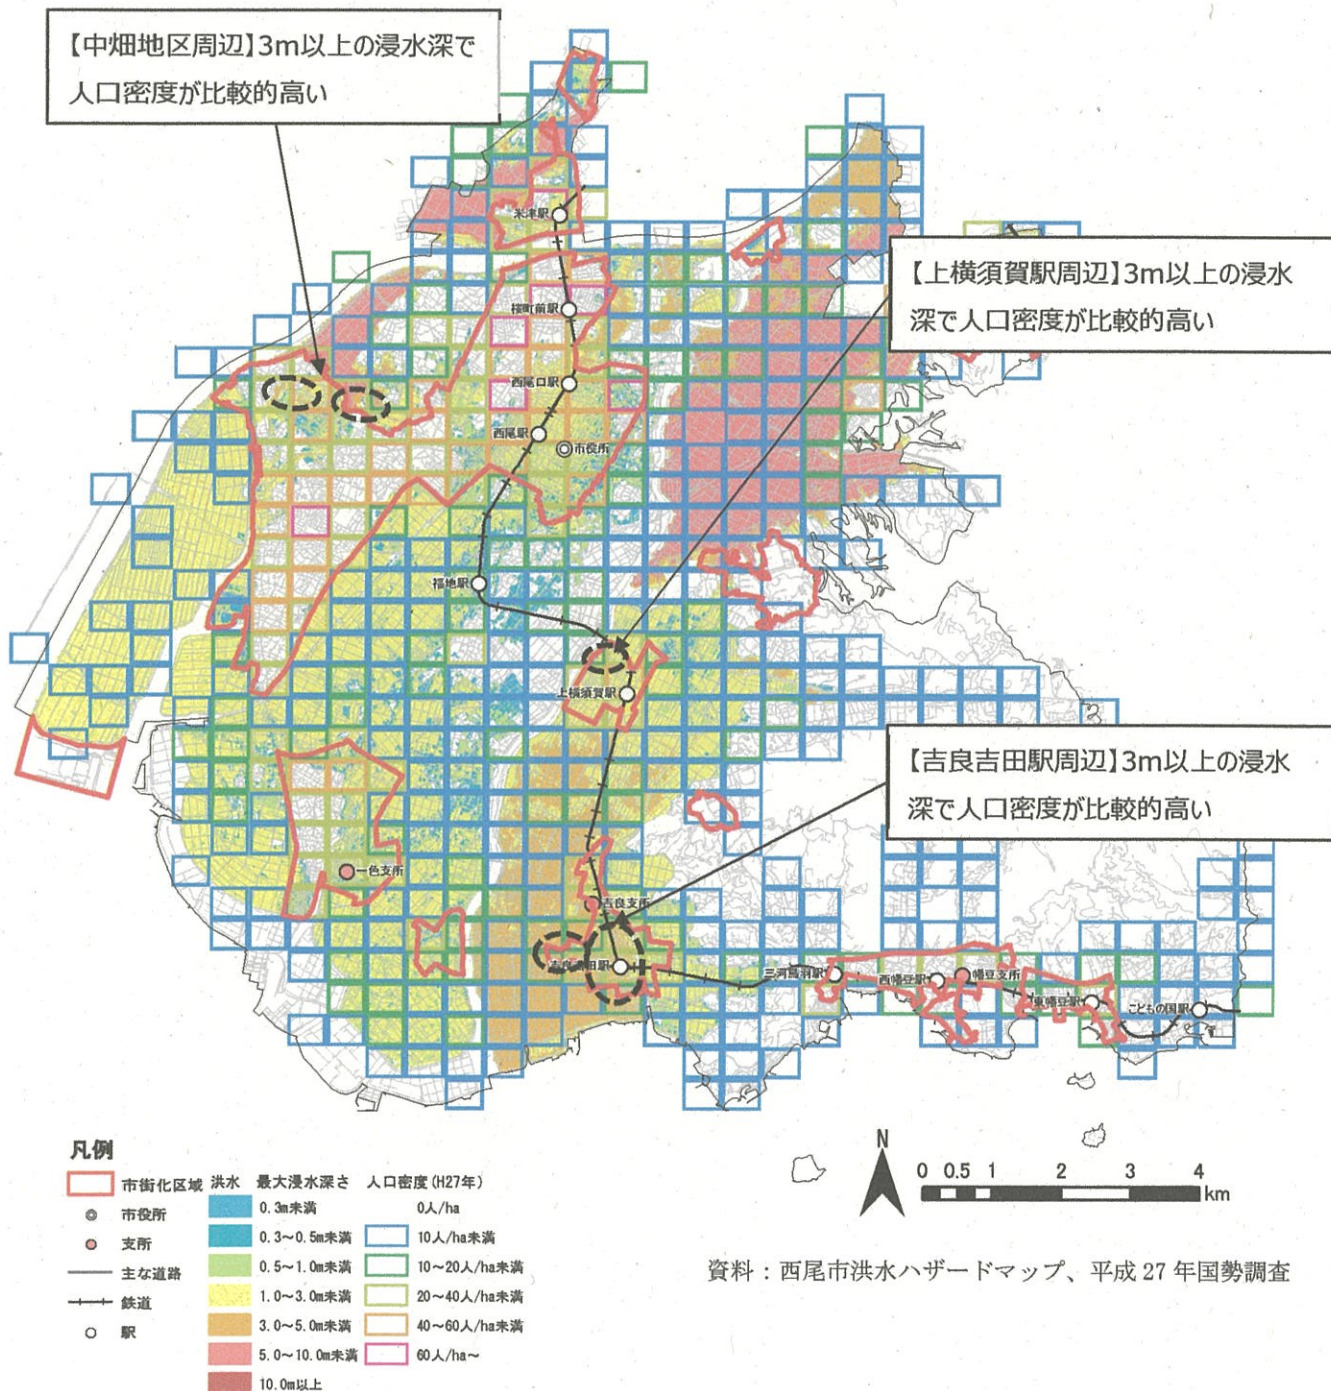 【中畑地区周辺】3m以上の浸水深で
人口密度が比較的高い
【上横須賀駅周辺】3m以上の浸水
深で人口密度が比較的高い
【吉良吉田駅周辺】3m以上の浸水
深で人口密度が比較的高い
米津駅
桜町前駅
西尾口駅
西尾駅
市役所
福地駅
上横須賀駅
一色支所
吉良支所
吉良吉田駅
三河鳥羽駅
西幡豆駅
幡豆支所
東幡豆駅
こどもの国駅
凡例
市街化区域
市役所
支所
主な道路
鉄道
駅
洪水 最大浸水深さ
0.3m未満
0.3～0.5m未満
0.5～1.0m未満
1.0～3.0m未満
3.0～5.0m未満
5.0～10.0m未満
10.0m以上
人口密度(H27年)
0人/ha
10人/ha未満
10～20人/ha未満
20～40人/ha未満
40～60人/ha未満
60人/ha～
N
0 0.5 1 2 3 4
km
資料：西尾市洪水ハザードマップ、平成27年国勢調査